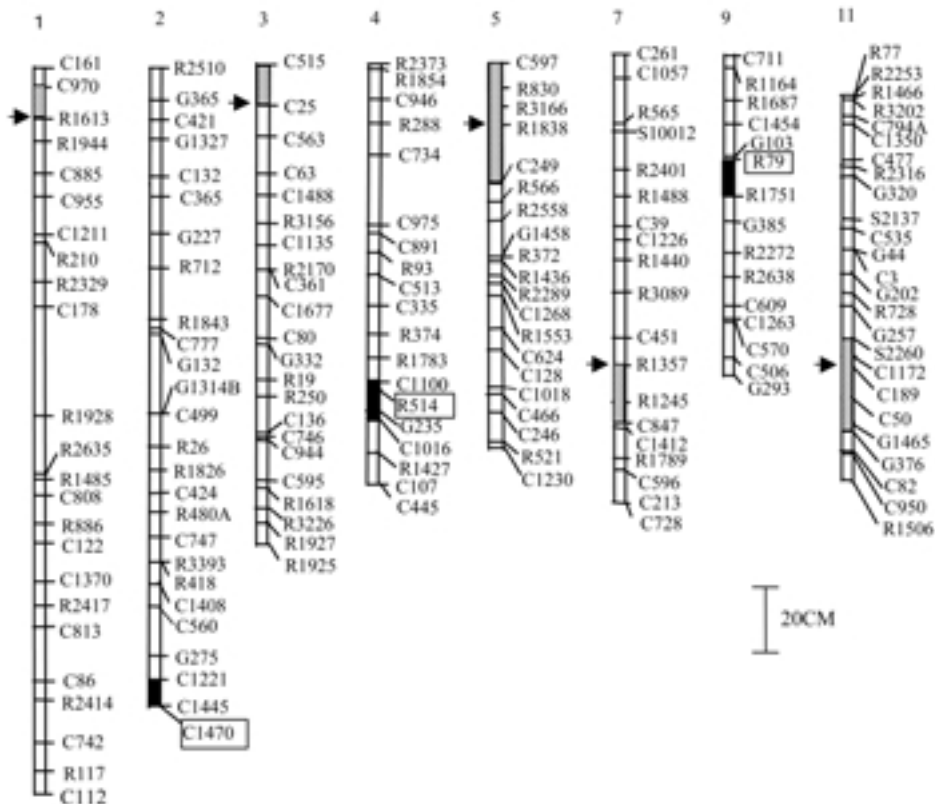 1
C161
C970
R1613
R1944
C885
C955
C1211
R210
R2329
C178
R1928
R2635
R1485
C808
R886
C122
C1370
R2417
C813
C86
R2414
C742
R117
C112
2
R2510
G365
C421
G1327
C132
C365
G227
R712
R1843
C777
G132
G1314B
C499
R26
R1826
C424
R480A
C747
R3393
R418
C1408
C560
G275
C1221
C1445
C1470
3
C515
C25
C563
C63
C1488
R3156
C1135
R2170
C361
C1677
C80
G332
R19
R250
C136
C746
C944
C595
R1618
R3226
R1927
R1925
4
R2373
R1854
C946
R288
C734
C975
C891
R93
C513
C335
R374
R1783
C1100
R514
G235
C1016
R1427
C107
C445
5
C597
R830
R3166
R1838
C249
R566
R2558
G1458
R372
R1436
R2289
C1268
R1553
C624
C128
C1018
C466
C246
R521
C1230
7
C261
C1057
R565
S10012
R2401
R1488
C39
C1226
R1440
R3089
C451
R1357
R1245
C847
C1412
R1789
C596
C213
C728
9
C711
R1164
R1687
C1454
G103
R79
R1751
G385
R2272
R2638
C609
C1263
C570
C506
G293
11
R77
R2253
R1466
R3202
C794A
C1350
C477
R2316
G320
S2137
C535
G44
C3
G202
R728
G257
S2260
C1172
C189
C50
G1465
G376
C82
C950
R1506
20CM